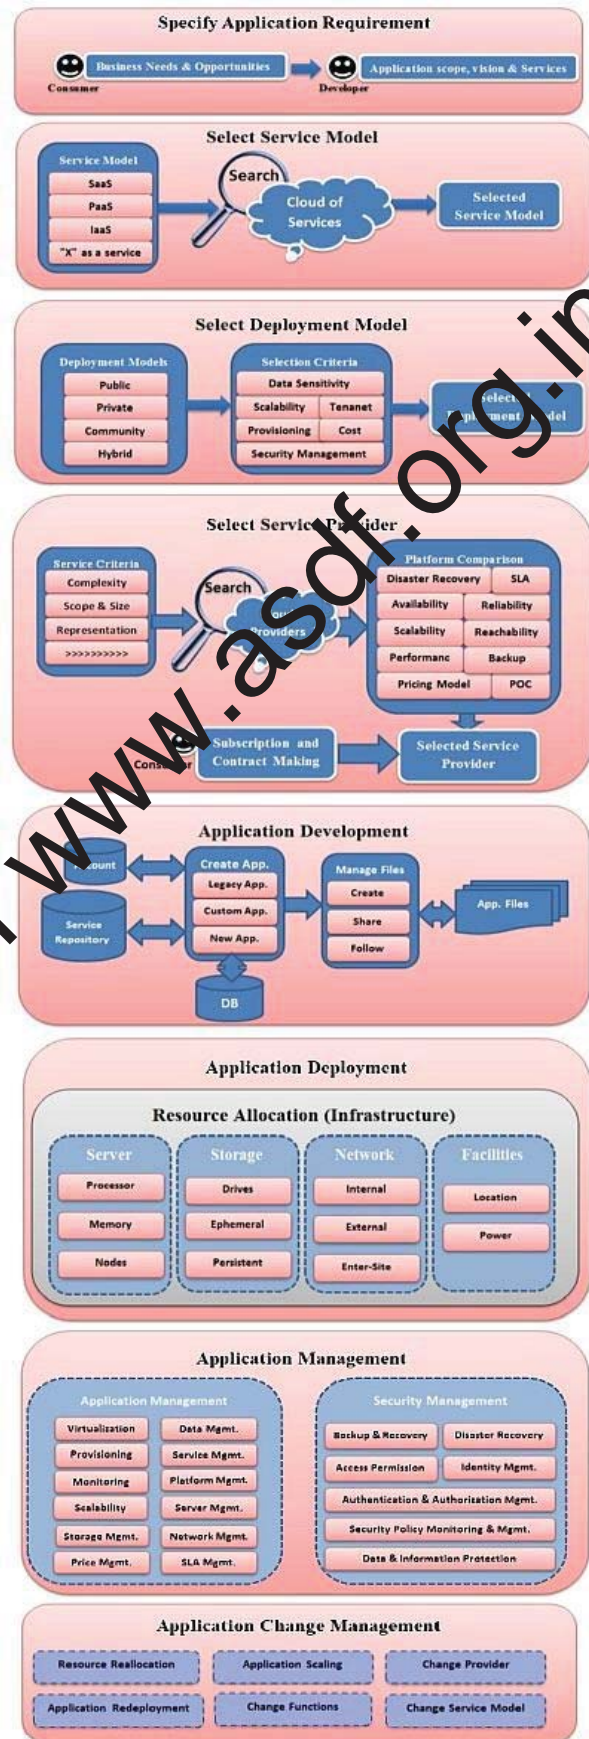 Specify Application Requirement
Business Needs & Opportunities
Application scope, vision & Services
Consumer
Developer
Select Service Model
Service Model
SaaS
PaaS
IaaS
"X" as a service
Search
Cloud of
Services
Selected
Service Model
Select Deployment Model
Deployment Models
Public
Private
Community
Hybrid
Selection Criteria
Data Sensitivity
Scalability Tenanet
Provisioning Cost
Security Management
Selected
Deployment Model
Select Service Provider
Service Criteria
Complexity
Scope & Size
Representation
>>>>>>>>>>
Search
Providers
Platform Comparison
Disaster Recovery SLA
Availability Reliability
Scalability Reachability
Performanc Backup
Pricing Model POC
Consumer
Subscription and
Contract Making
Selected Service
Provider
www.asdf.org.in
Application Development
Account
Service
Repository
Create App.
Legacy App.
Custom App.
New App.
DB
Manage Files
Create
Share
Follow
App. Files
Application Deployment
Resource Allocation (Infrastructure)
Server
Processor
Memory
Nodes
Storage
Drives
Ephemeral
Persistent
Network
Internal
External
Enter-Site
Facilities
Location
Power
Application Management
Application Management
Virtualization Data Mgmt.
Provisioning Service Mgmt.
Monitoring Platform Mgmt.
Scalability Server Mgmt.
Storage Mgmt. Network Mgmt.
Price Mgmt. SLA Mgmt.
Security Management
Backup & Recovery Disaster Recovery
Access Permission Identity Mgmt.
Authentication & Authorization Mgmt.
Security Policy Monitoring & Mgmt.
Data & Information Protection
Application Change Management
Resource Reallocation Application Scaling Change Provider
Application Redeployment Change Functions Change Service Model